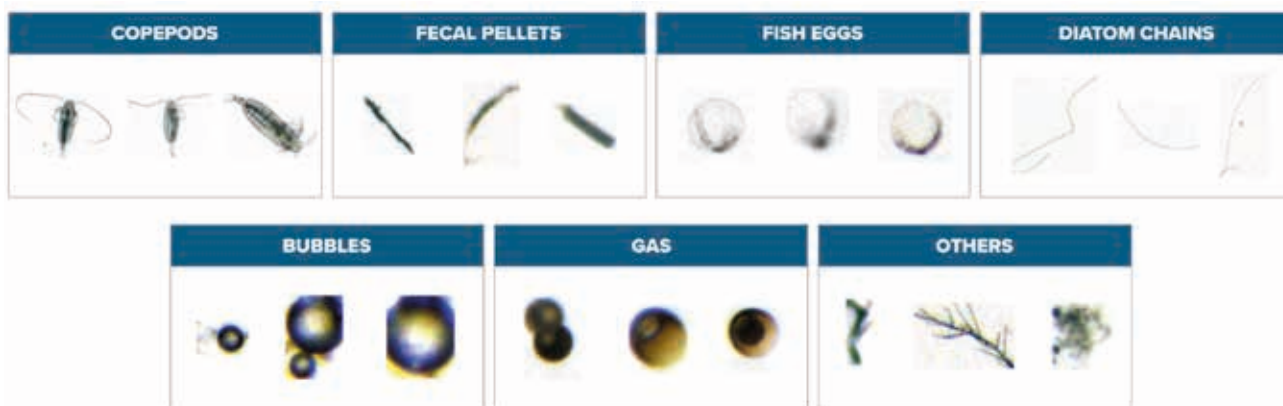 COPEPODS
FECAL PELLETS
FISH EGGS
DIATOM CHAINS
BUBBLES
GAS
OTHERS